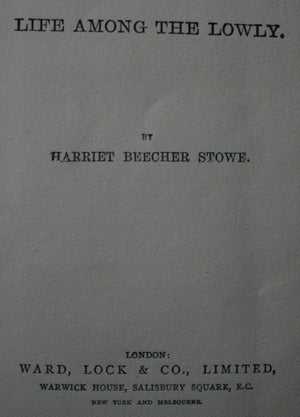 LIFE AMONG THE LOWLY.
BY
HARRIET BEECHER STOWE.
LONDON:
WARD, LOCK & CO., LIMITED,
WARWICK HOUSE, SALISBURY SQUARE, E.C.
NEW YORK AND MELBOURNE.